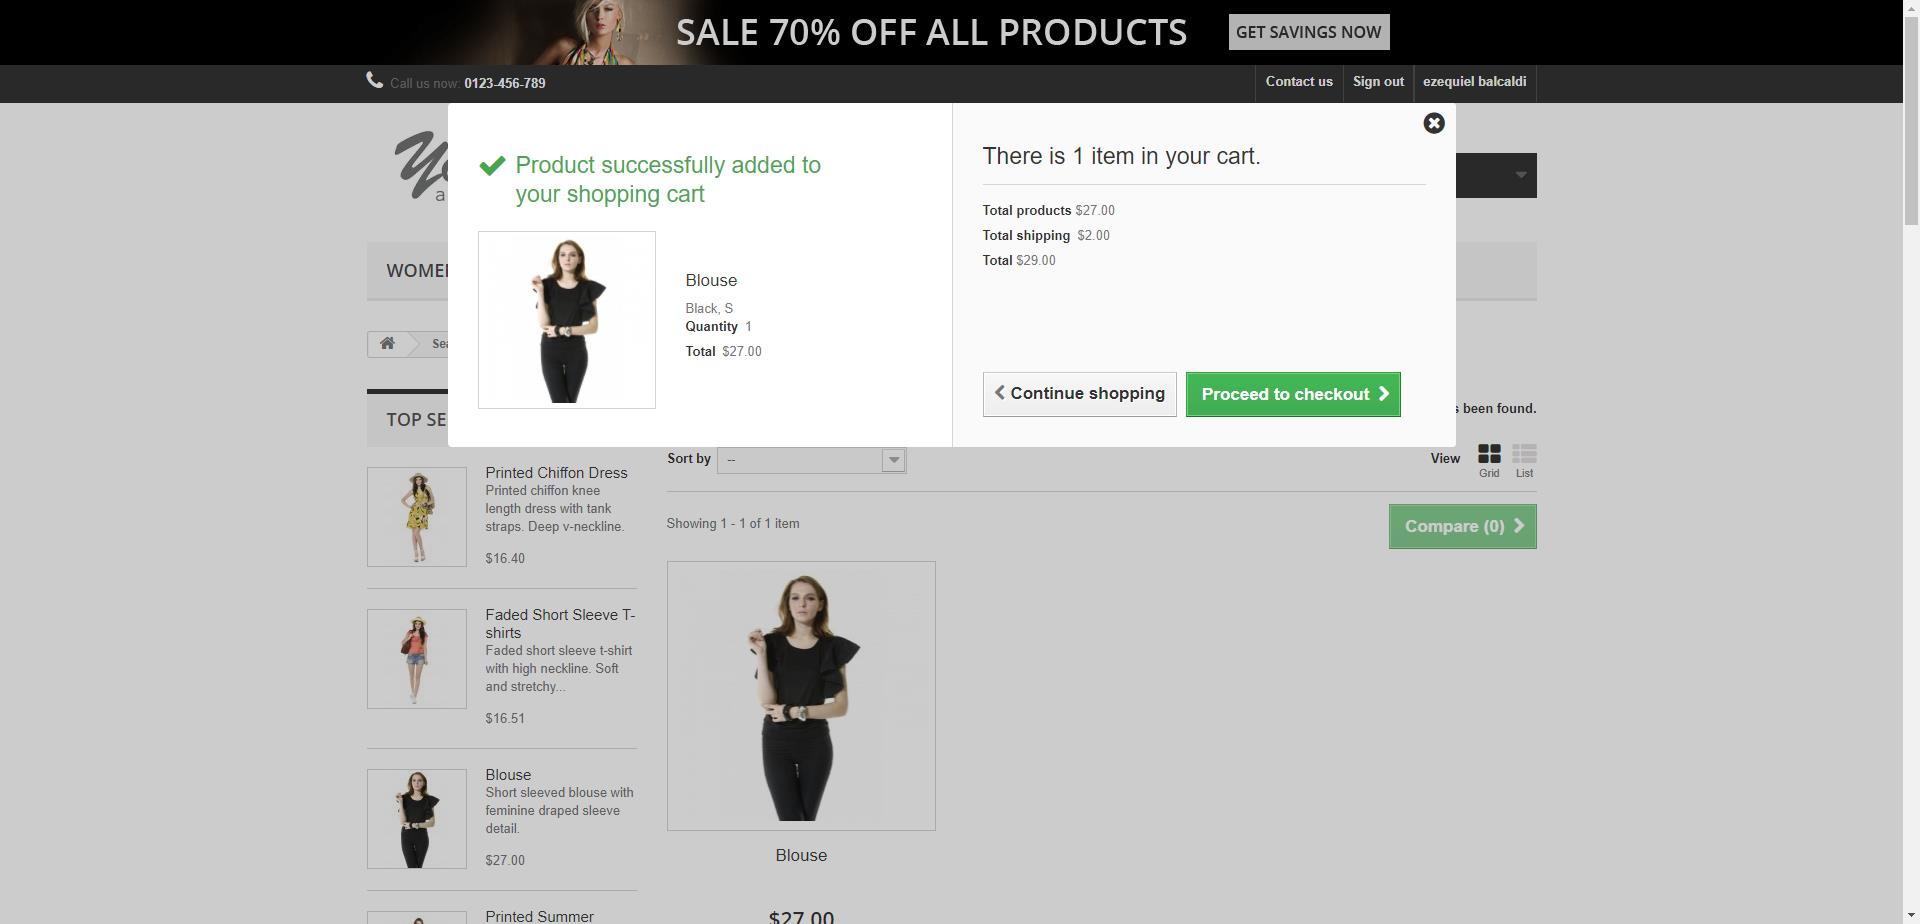 SALE 70% OFF ALL PRODUCTS
GET SAVINGS NOW
Call us now: 0123-456-789
Contact us
Sign out
ezequiel balcaldi
Product successfully added to
your shopping cart
Blouse
Black, S
Quantity 1
Total $27.00
There is 1 item in your cart.
Total products $27.00
Total shipping $2.00
Total $29.00
Continue shopping
Proceed to checkout
been found.
TOP SE
Sort by
--
View
Grid
List
Showing 1 - 1 of 1 item
Compare (0)
Printed Chiffon Dress
Printed chiffon knee
length dress with tank
straps. Deep v-neckline.
$16.40
Faded Short Sleeve T-
shirts
Faded short sleeve t-shirt
with high neckline. Soft
and stretchy...
$16.51
Blouse
Short sleeved blouse with
feminine draped sleeve
detail.
$27.00
Printed Summer
Blouse
$27.00